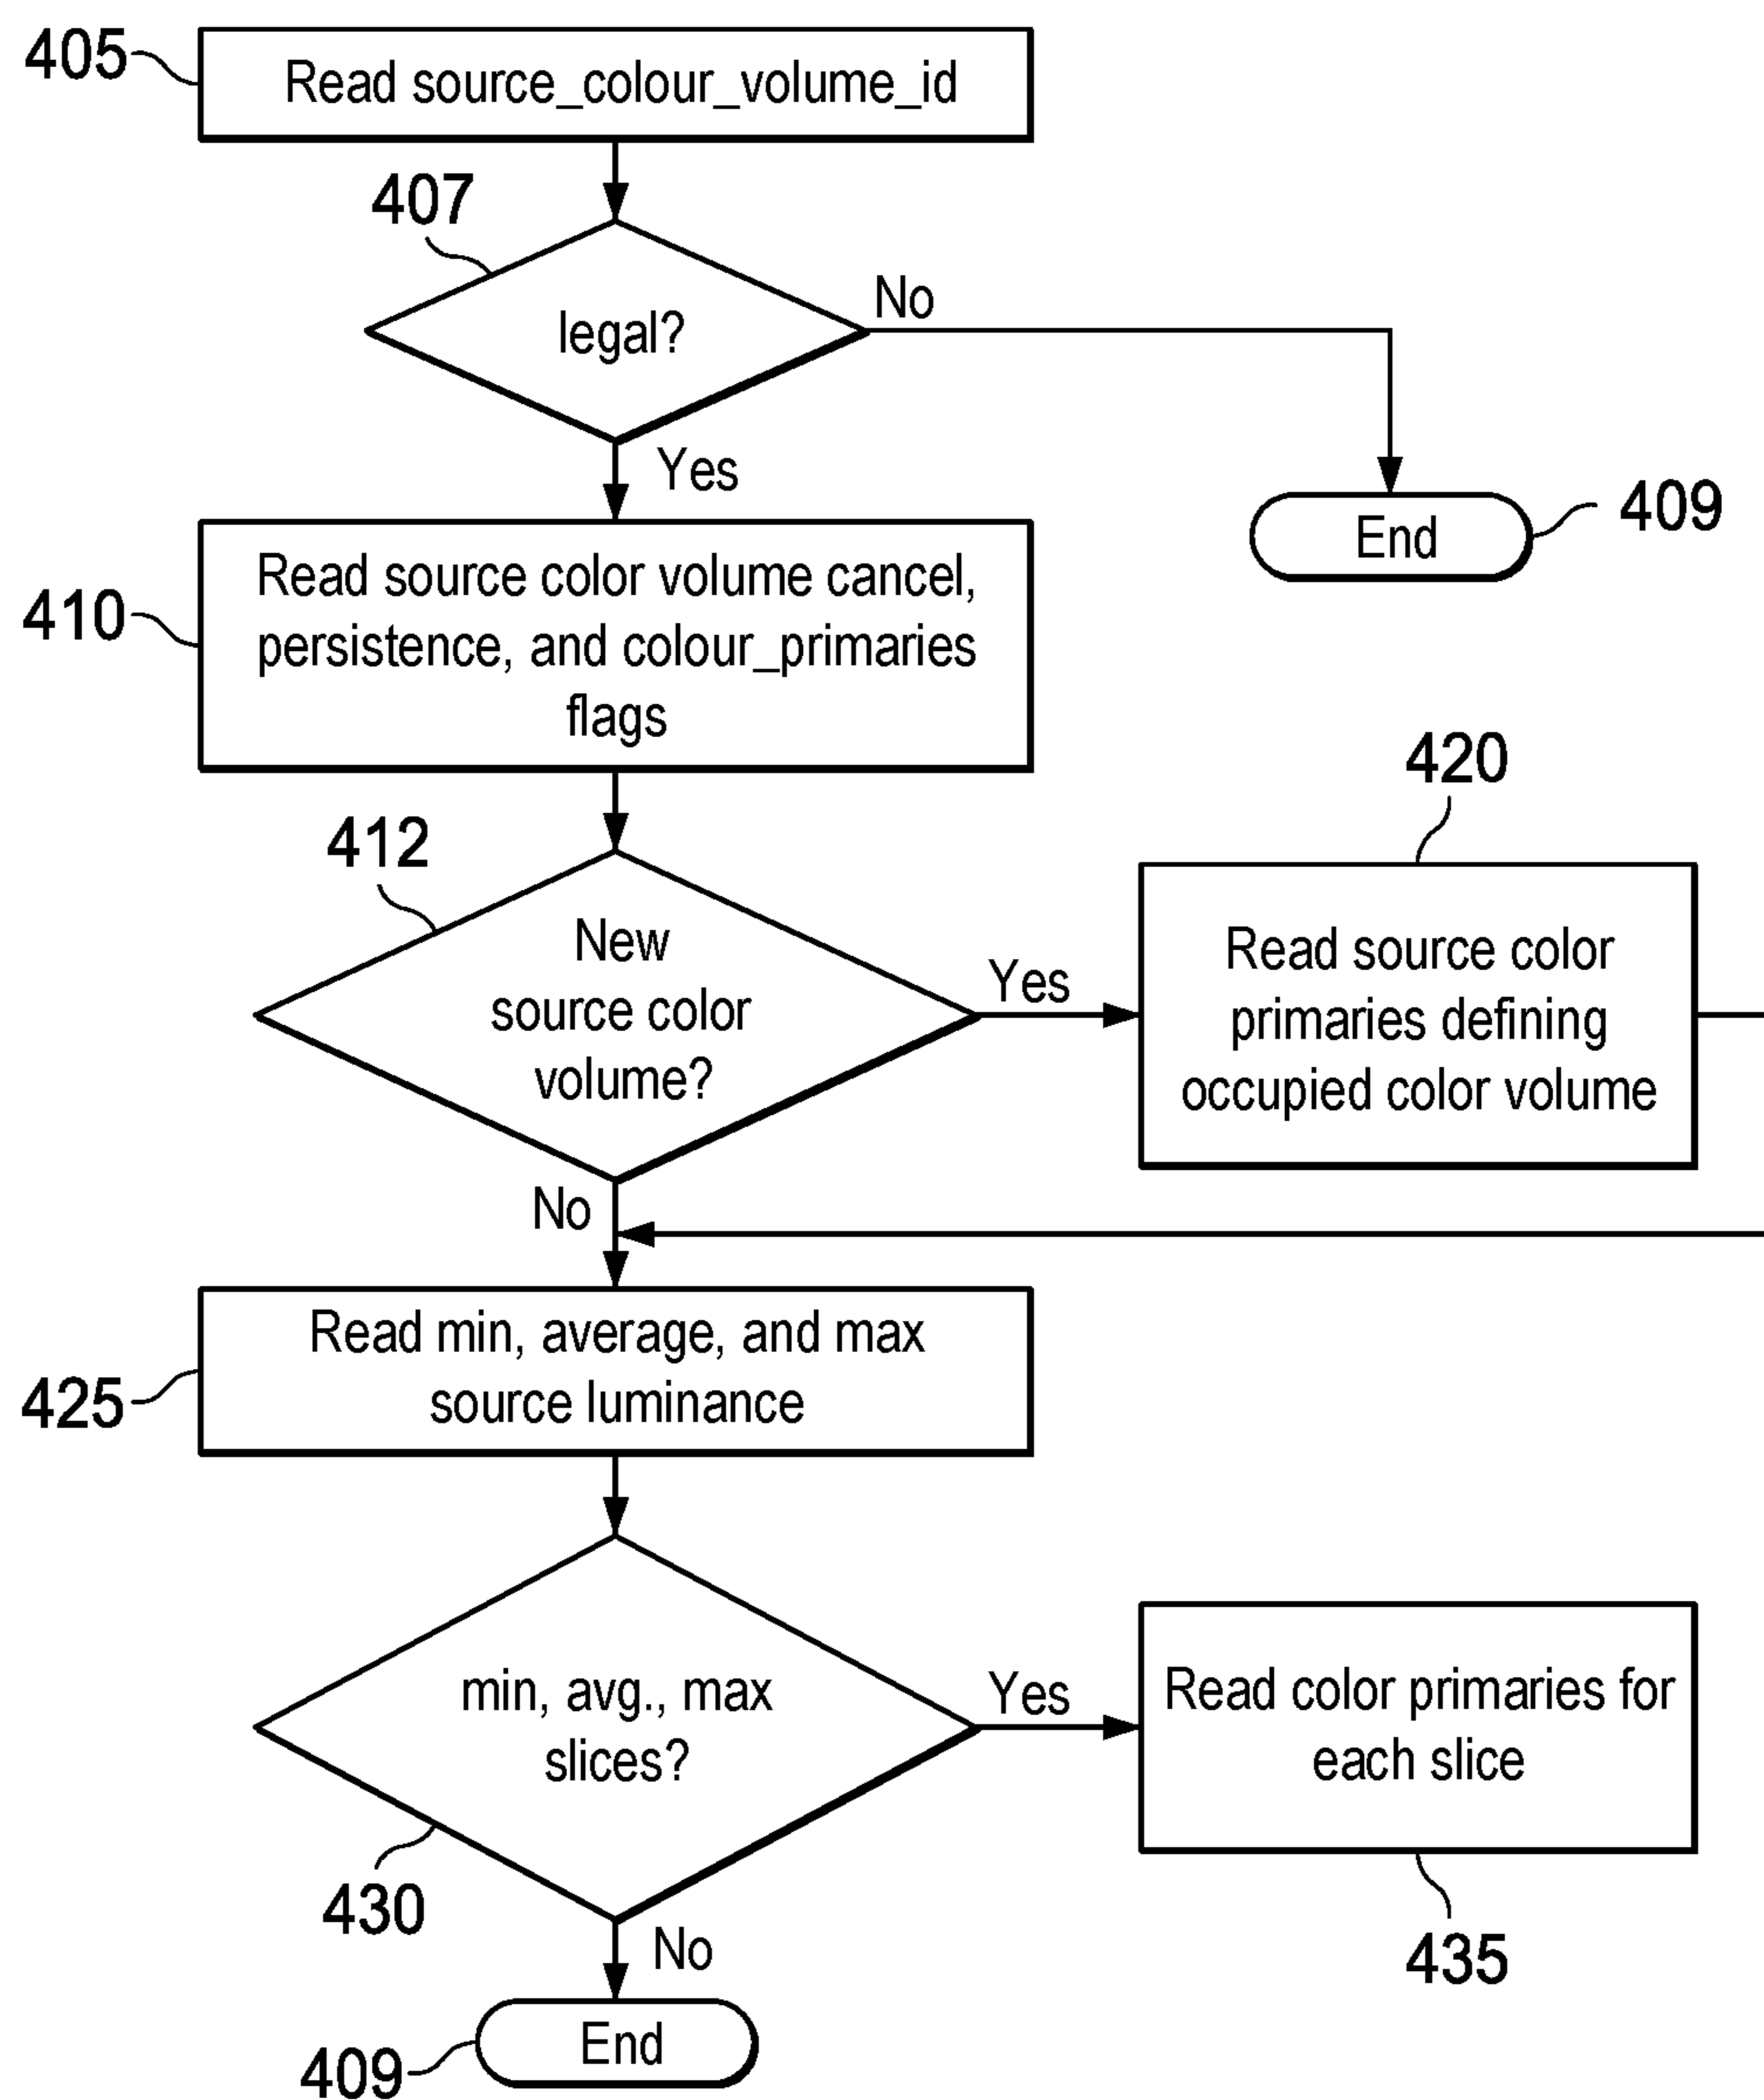 405
Read source_colour_volume_id
407
legal?
No
Yes
End
409
410
Read source color volume cancel,
persistence, and colour_primaries
flags
420
412
New
source color
volume?
Yes
Read source color
primaries defining
occupied color volume
No
425
Read min, average, and max
source luminance
min, avg., max
slices?
Yes
Read color primaries for
each slice
430
No
435
End
409